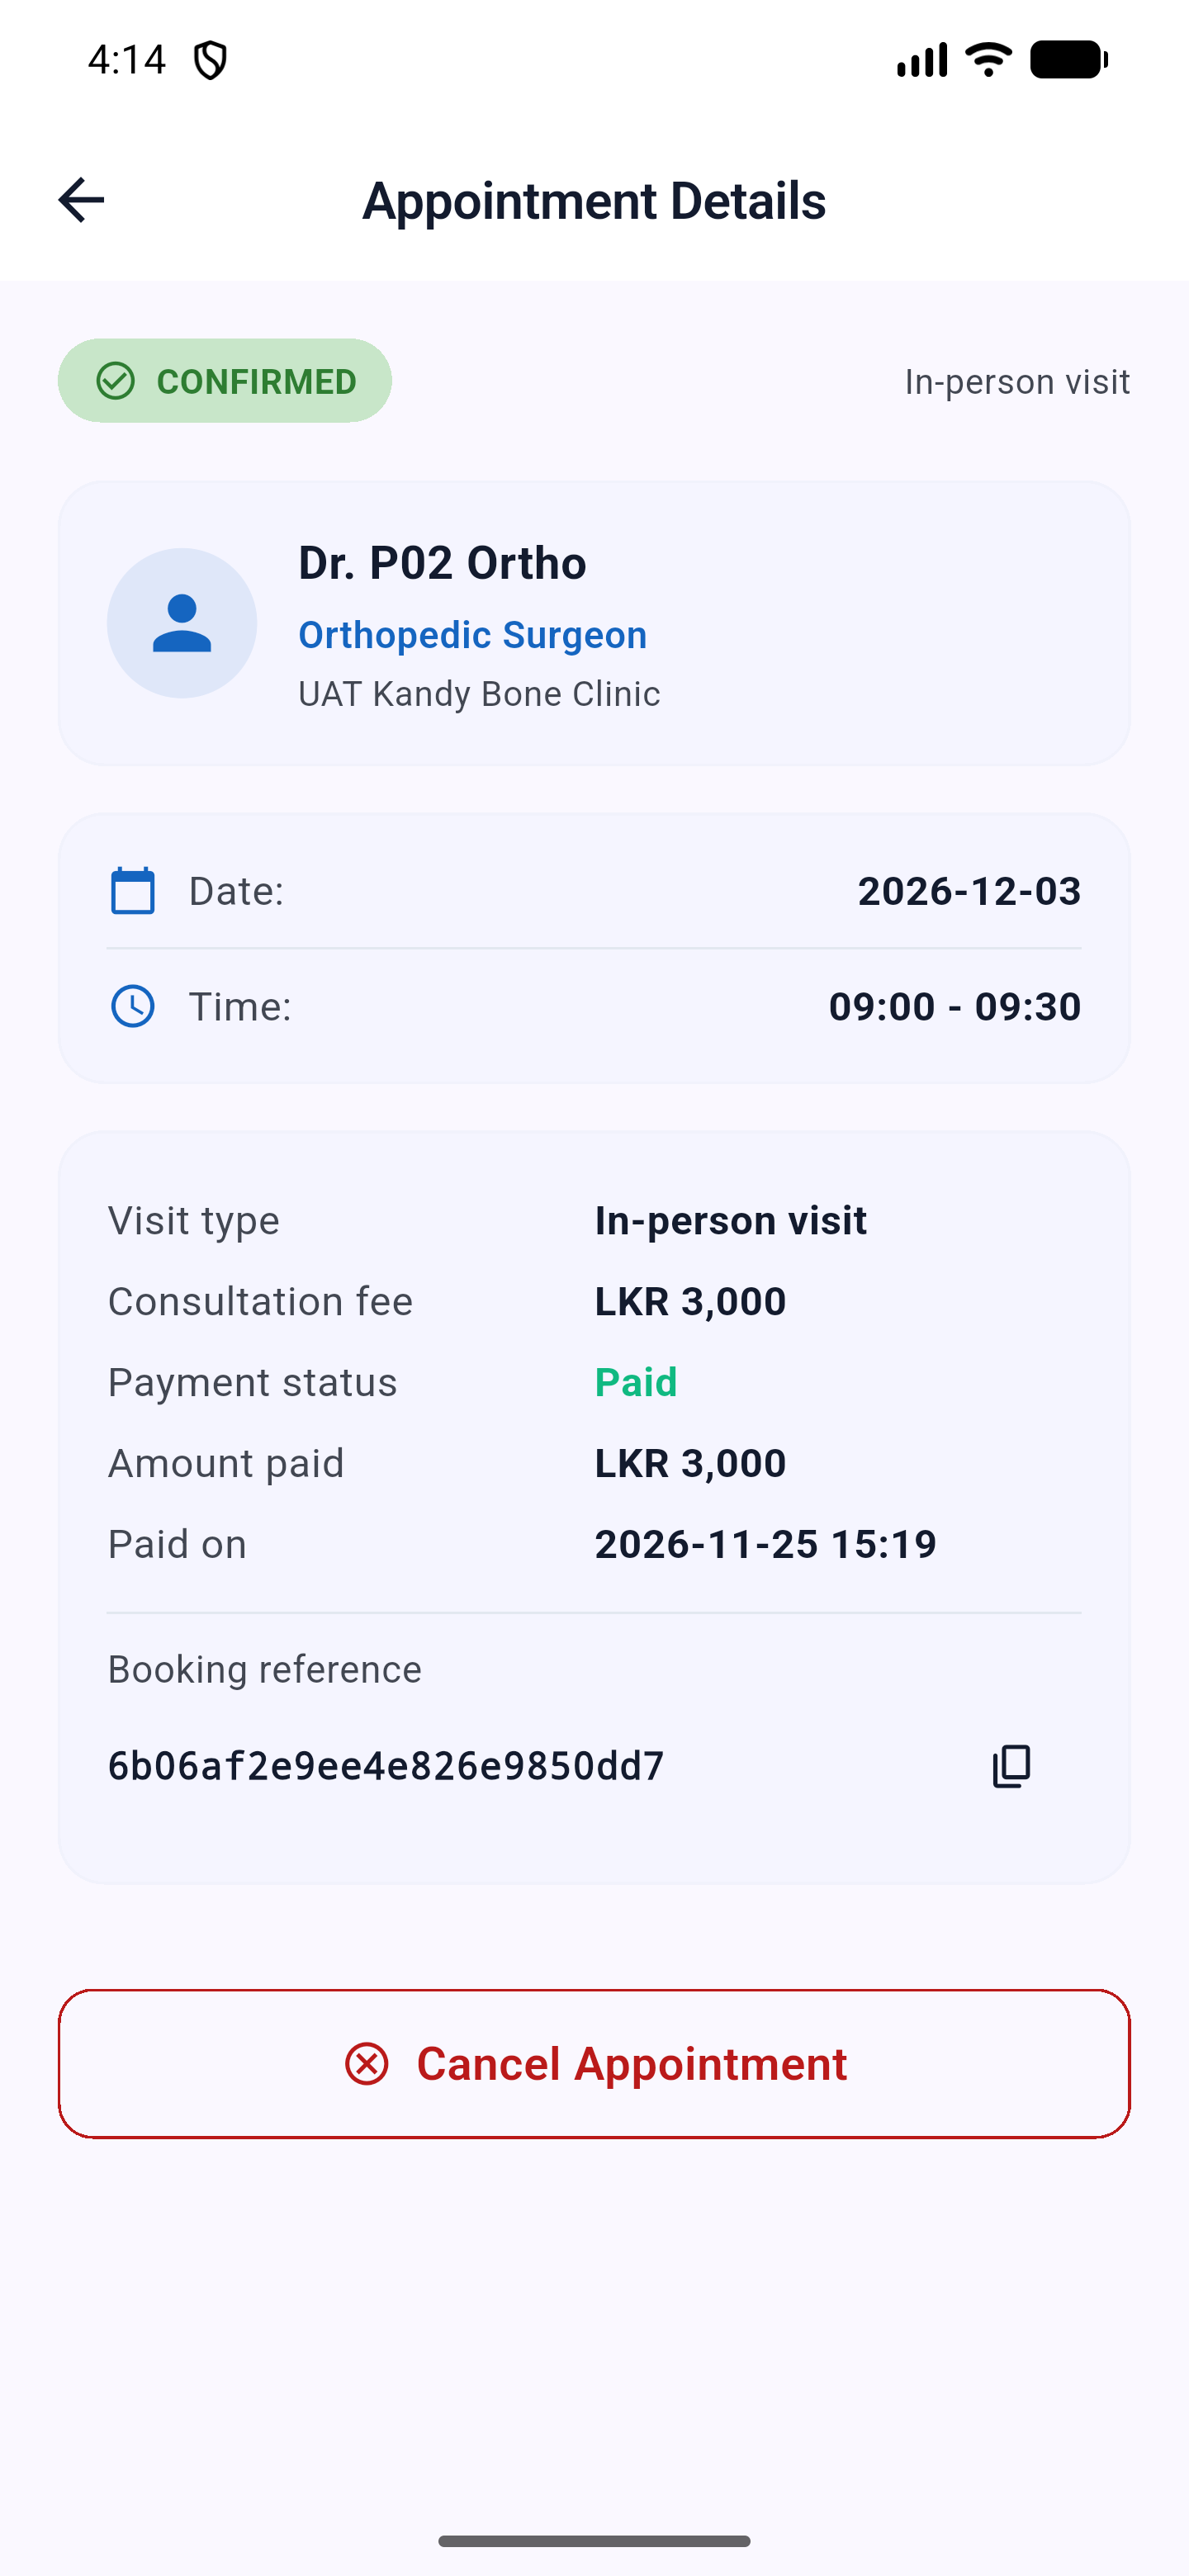 4:14
Appointment Details
CONFIRMED
In-person visit
Dr. P02 Ortho
Orthopedic Surgeon
UAT Kandy Bone Clinic
Date: 2026-12-03
Time: 09:00 - 09:30
Visit type In-person visit
Consultation fee LKR 3,000
Payment status Paid
Amount paid LKR 3,000
Paid on 2026-11-25 15:19
Booking reference
6b06af2e9ee4e826e9850dd7
Cancel Appointment